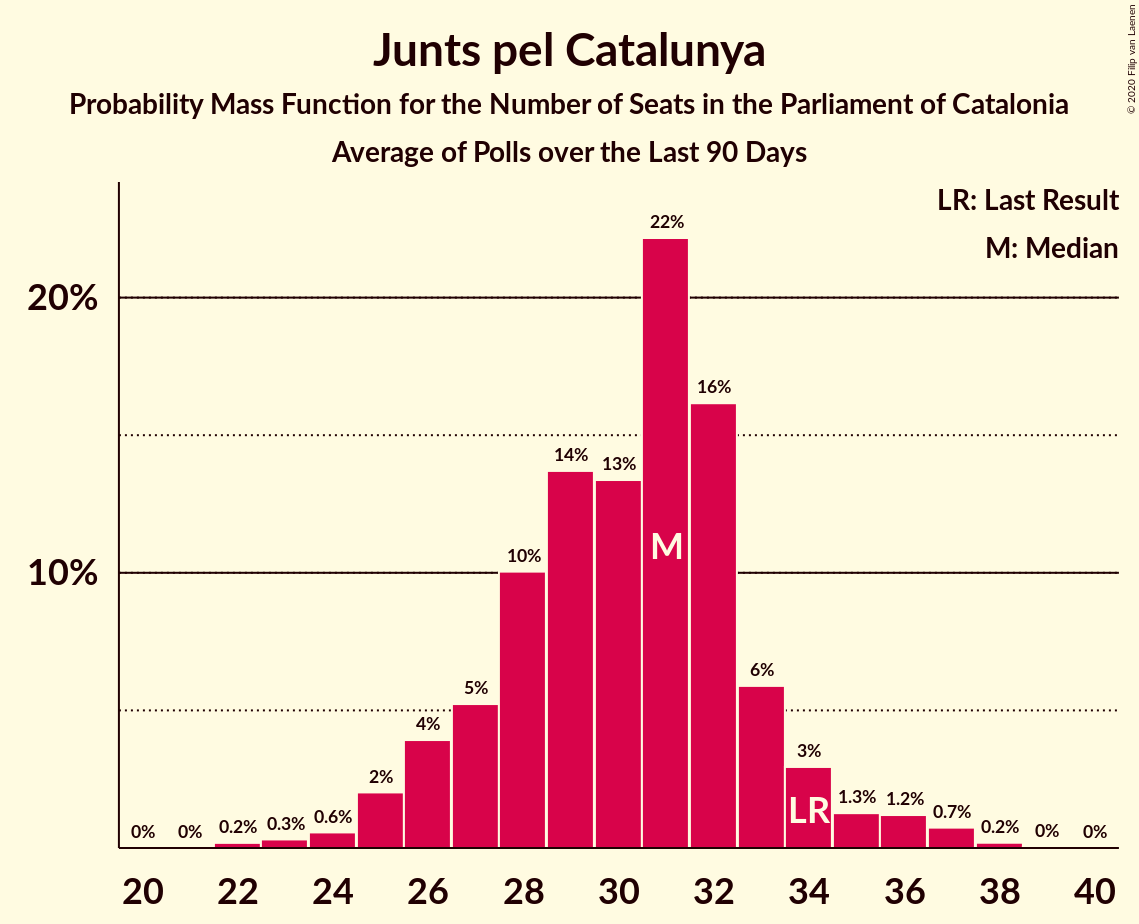 Junts pel Catalunya
Probability Mass Function for the Number of Seats in the Parliament of Catalonia
Average of Polls over the Last 90 Days
© 2020 Filip van Laenen
LR: Last Result
M: Median
20%
10%
0%
0%
0.2%
0.3%
0.6%
2%
4%
5%
10%
14%
13%
22%
16%
6%
3%
1.3%
1.2%
0.7%
0.2%
0%
0%
M
LR
20 22 24 26 28 30 32 34 36 38 40